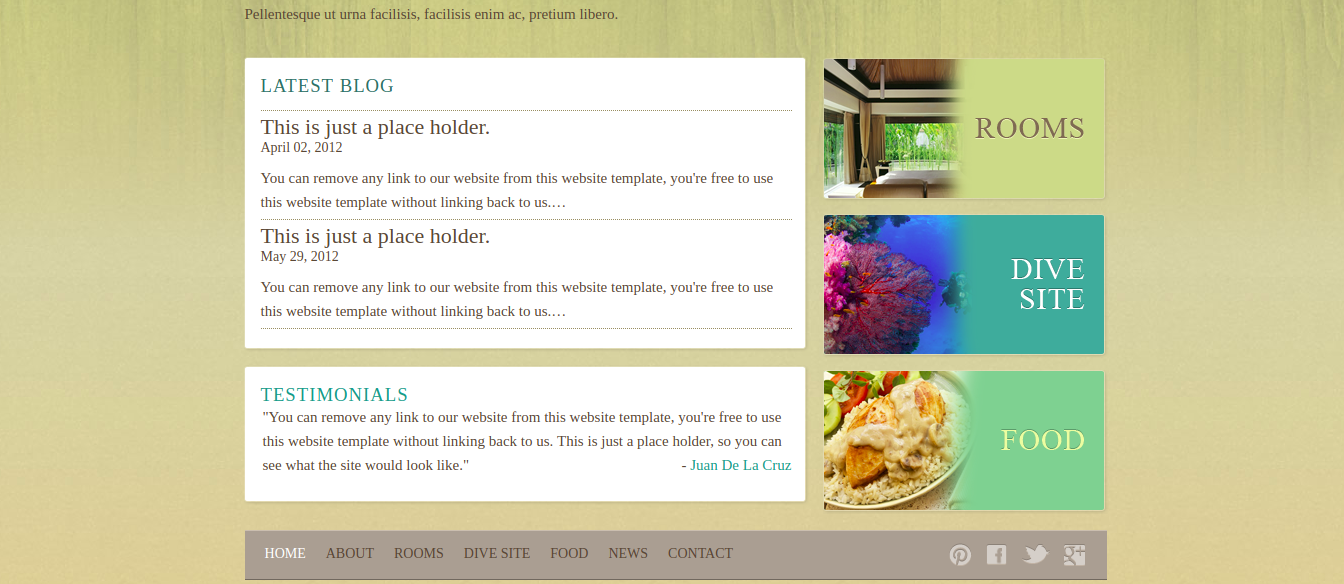 Pellentesque ut urna facilisis, facilisis enim ac, pretium libero.
LATEST BLOG
This is just a place holder.
April 02, 2012
You can remove any link to our website from this website template, you're free to use
this website template without linking back to us.…
This is just a place holder.
May 29, 2012
You can remove any link to our website from this website template, you're free to use
this website template without linking back to us.…
TESTIMONIALS
"You can remove any link to our website from this website template, you're free to use
this website template without linking back to us. This is just a place holder, so you can
see what the site would look like." - Juan De La Cruz
ROOMS
DIVE
SITE
FOOD
HOME ABOUT ROOMS DIVE SITE FOOD NEWS CONTACT